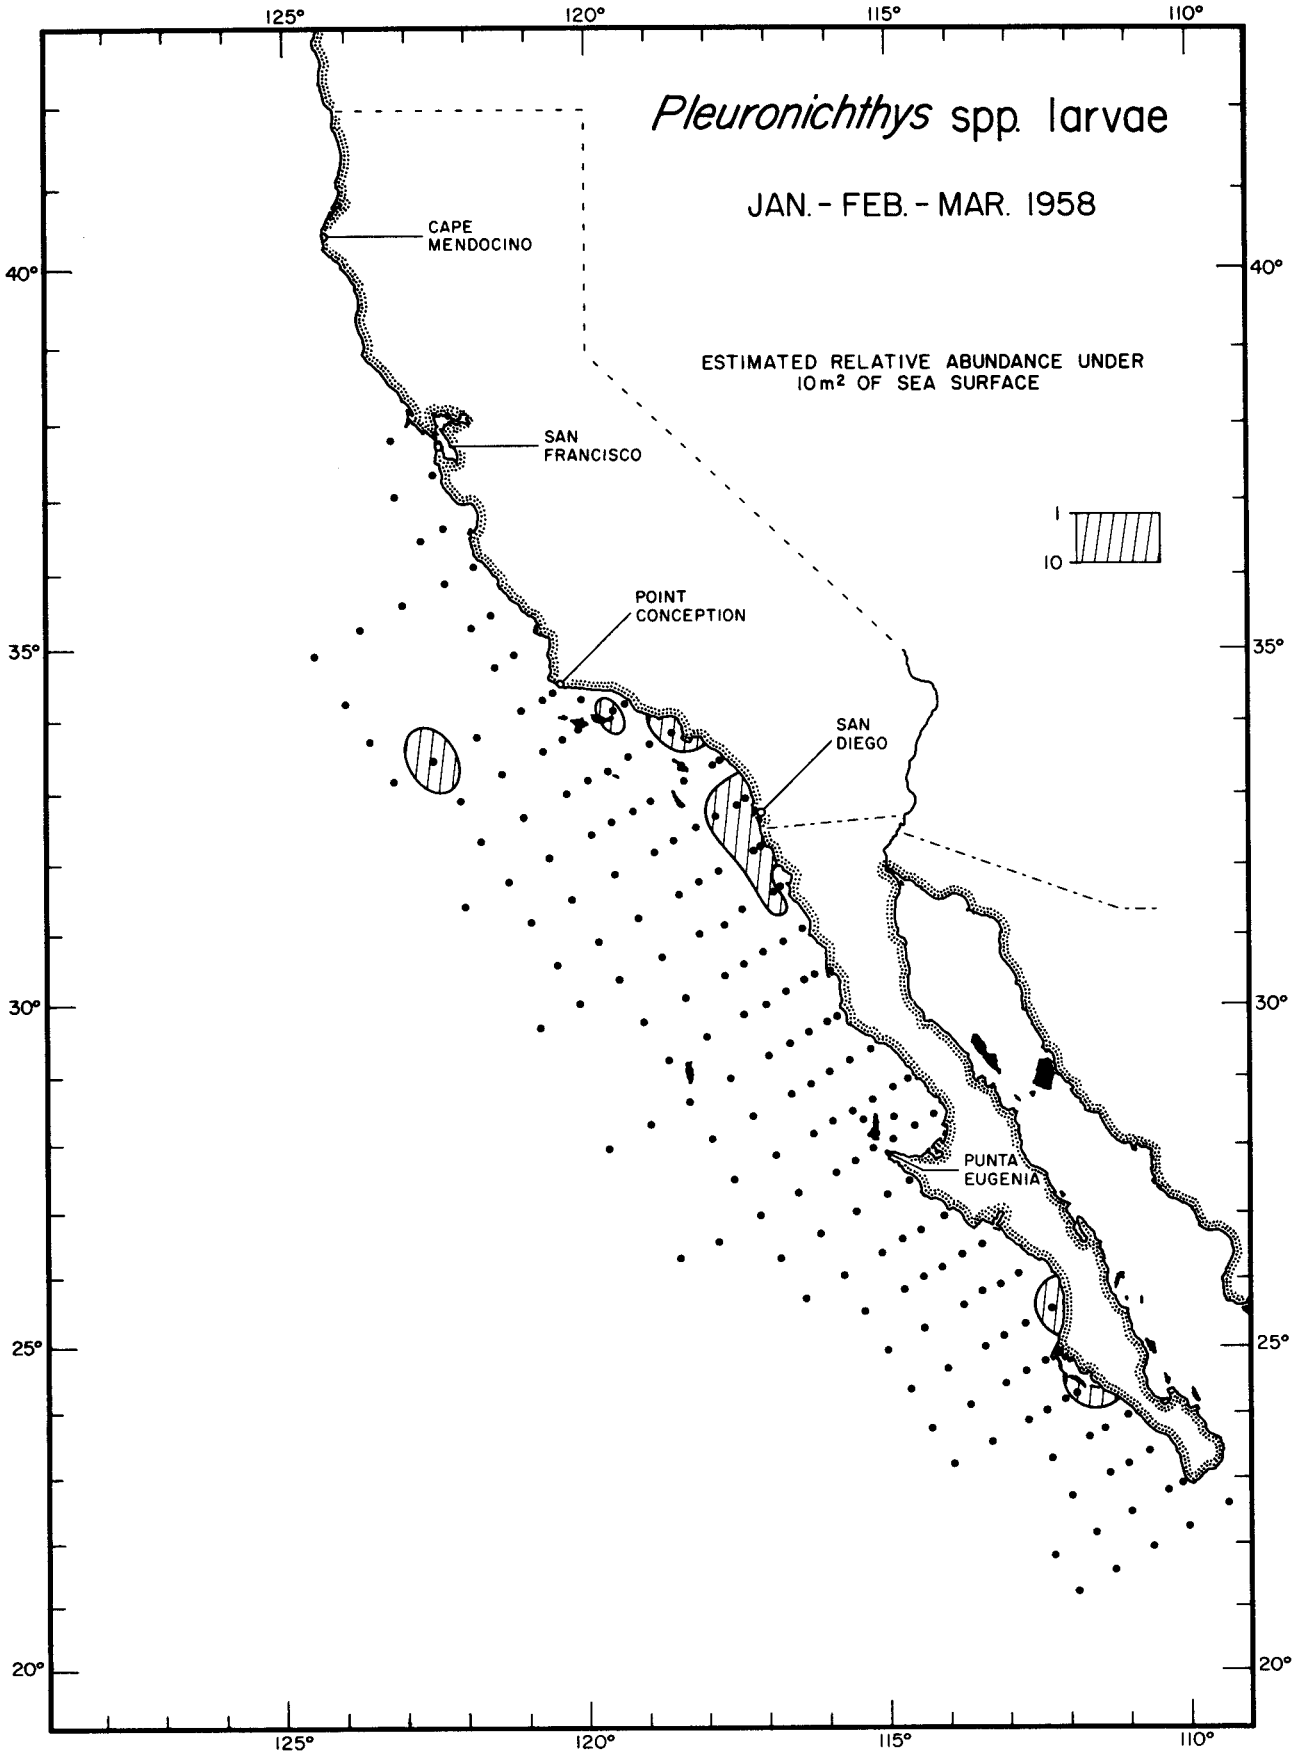 125° 120° 115° 110°
Pleuronichthys spp. larvae
JAN. - FEB. - MAR. 1958
CAPE
MENDOCINO
40° 40°
ESTIMATED RELATIVE ABUNDANCE UNDER
10m² OF SEA SURFACE
SAN
FRANCISCO
1
10
POINT
CONCEPTION
35° 35°
SAN
DIEGO
30° 30°
PUNTA
EUGENIA
25° 25°
20° 20°
125° 120° 115° 110°